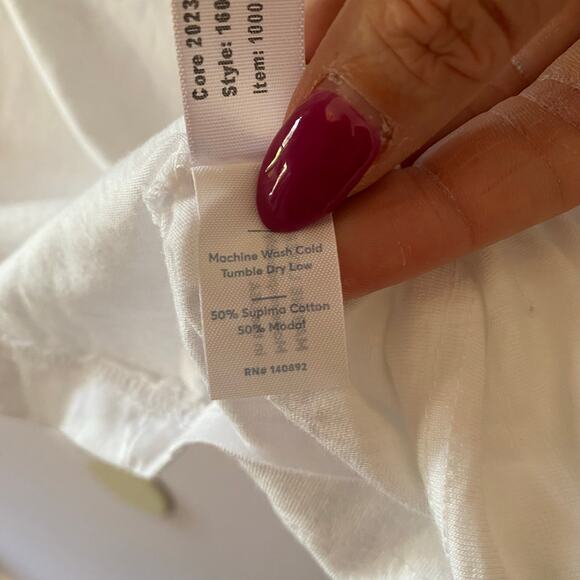 Core 2023
Style: 160
Item: 1000
Machine Wash Cold
Tumble Dry Low
50% Supima Cotton
50% Modal
RN# 140892